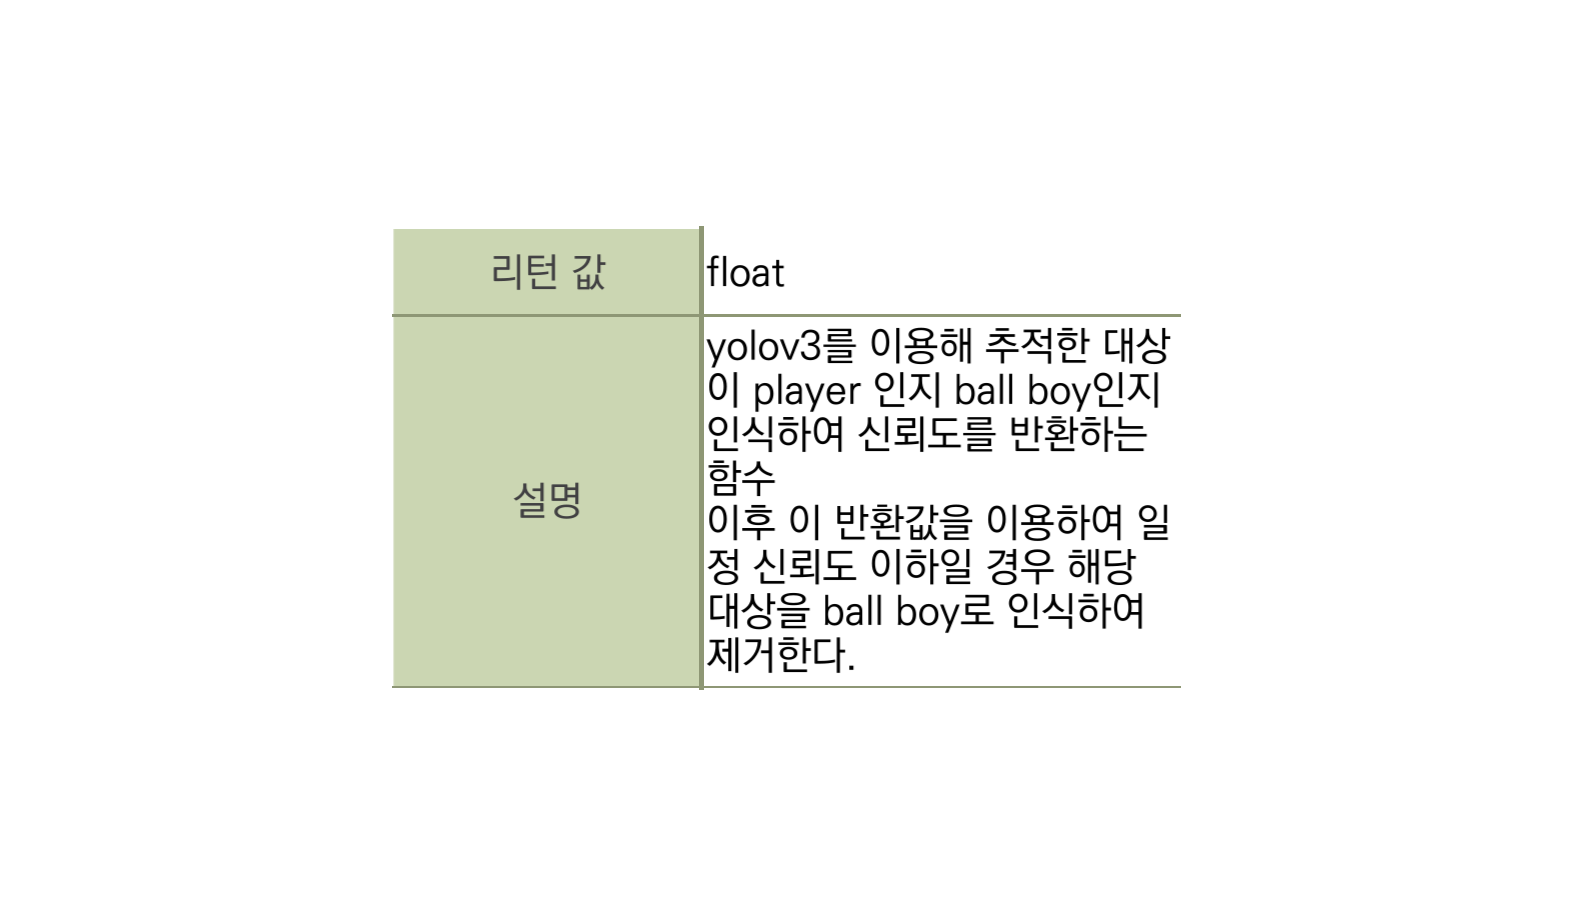 리턴 값
float
설명
yolov3를 이용해 추적한 대상
이 player 인지 ball boy인지
인식하여 신뢰도를 반환하는
함수
이후 이 반환값을 이용하여 일
정 신뢰도 이하일 경우 해당
대상을 ball boy로 인식하여
제거한다.